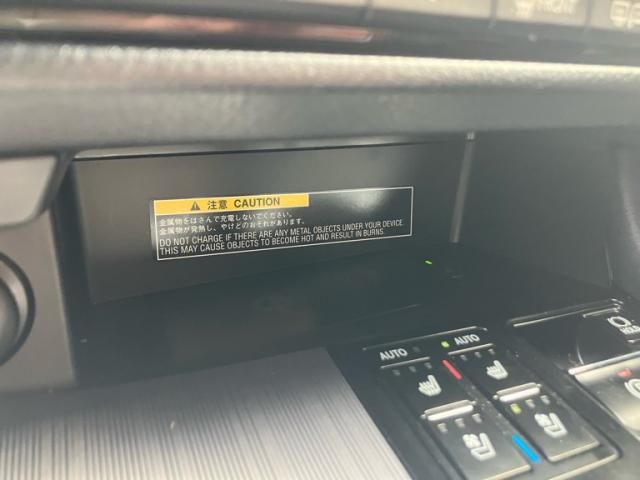 FRONT
⚠ 注意 CAUTION
金属物をはさんで充電しないでください。
金属物が発熱し、やけどのおそれがあります。
DO NOT CHARGE IF THERE ARE ANY METAL OBJECTS UNDER YOUR DEVICE.
THIS MAY CAUSE OBJECTS TO BECOME HOT AND RESULT IN BURNS.
AUTO AUTO
HOLD